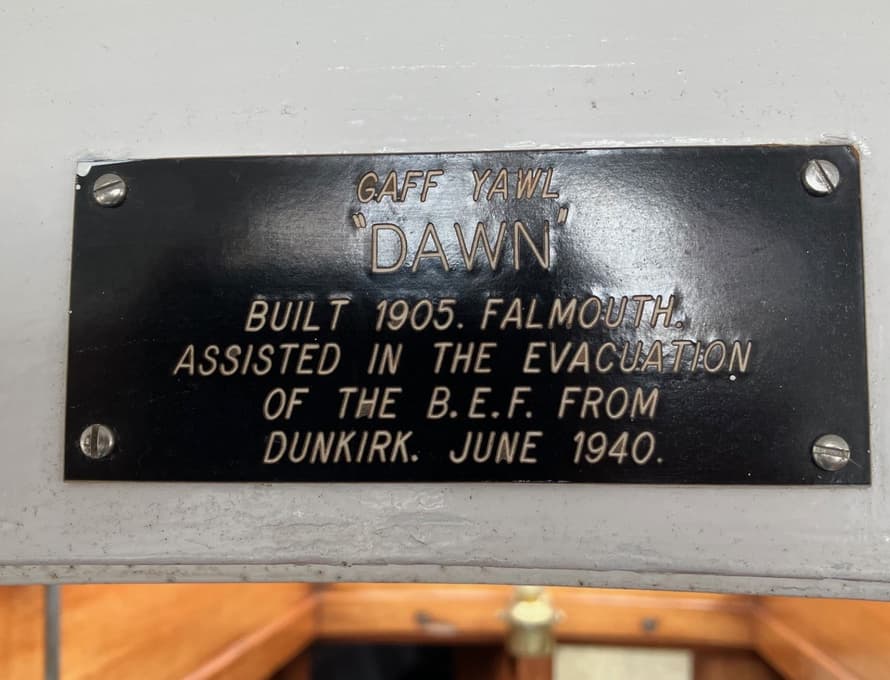 GAFF YAWL
"DAWN"
BUILT 1905. FALMOUTH.
ASSISTED IN THE EVACUATION
OF THE B.E.F. FROM
DUNKIRK. JUNE 1940.